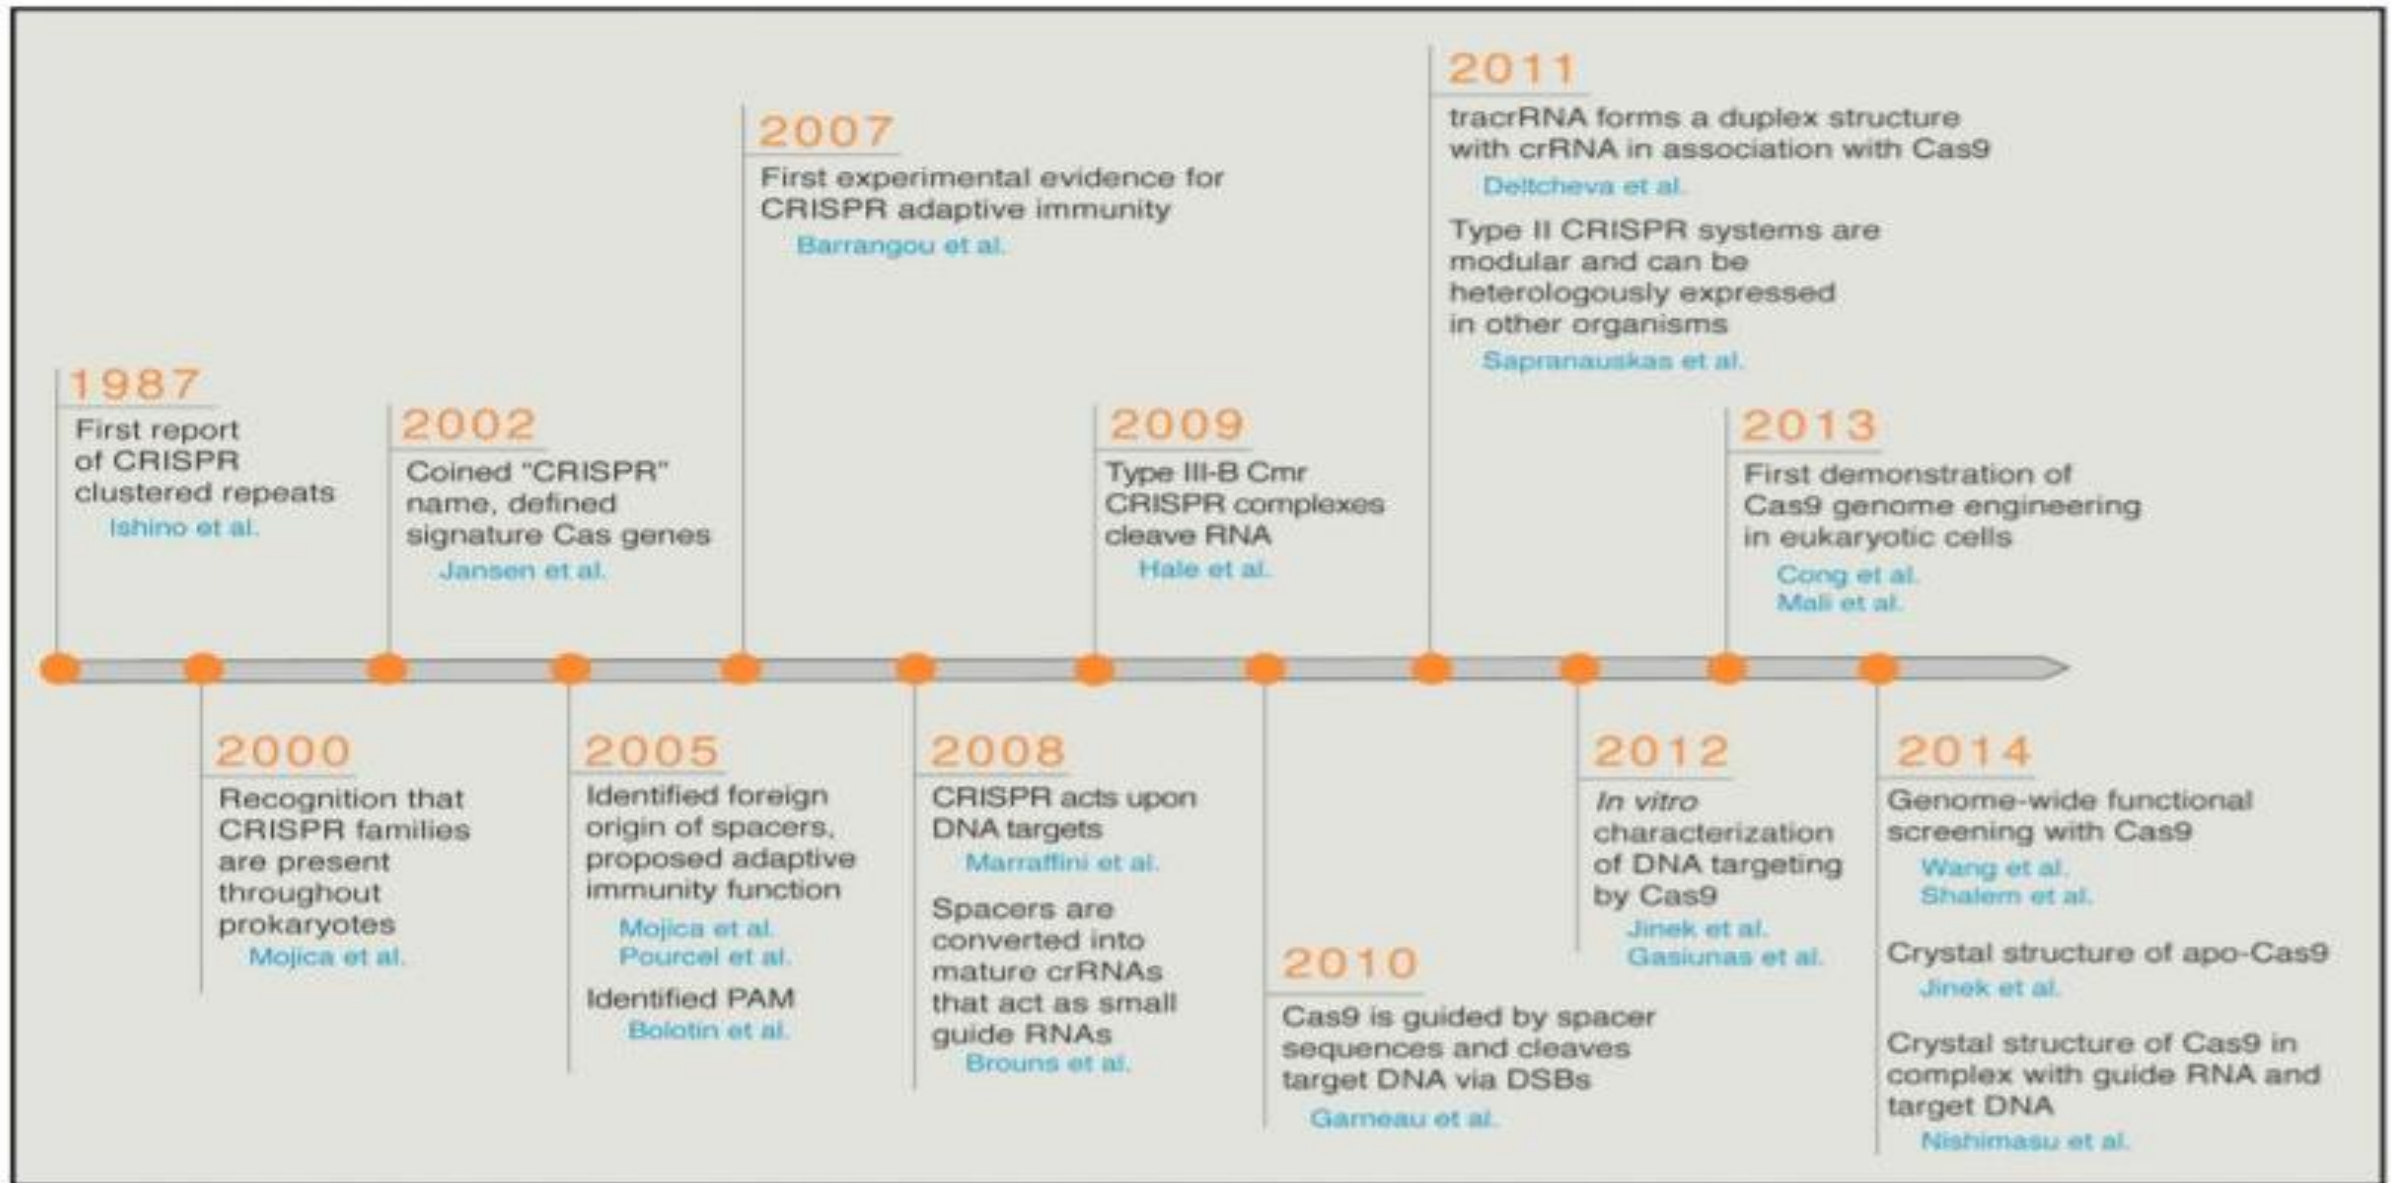 1987
First report
of CRISPR
clustered repeats
Ishino et al.
2000
Recognition that
CRISPR families
are present
throughout
prokaryotes
Mojica et al.
2002
Coined "CRISPR"
name, defined
signature Cas genes
Jansen et al.
2005
Identified foreign
origin of spacers,
proposed adaptive
immunity function
Mojica et al.
Pourcel et al.
Identified PAM
Bolotin et al.
2007
First experimental evidence for
CRISPR adaptive immunity
Barrangou et al.
2008
CRISPR acts upon
DNA targets
Marraffini et al.
Spacers are
converted into
mature crRNAs
that act as small
guide RNAs
Brouns et al.
2009
Type III-B Cmr
CRISPR complexes
cleave RNA
Hale et al.
2010
Cas9 is guided by spacer
sequences and cleaves
target DNA via DSBs
Garneau et al.
2011
tracrRNA forms a duplex structure
with crRNA in association with Cas9
Deltcheva et al.
Type II CRISPR systems are
modular and can be
heterologously expressed
in other organisms
Sapranauskas et al.
2012
In vitro
characterization
of DNA targeting
by Cas9
Jinek et al.
Gasiunas et al.
2013
First demonstration of
Cas9 genome engineering
in eukaryotic cells
Cong et al.
Mali et al.
2014
Genome-wide functional
screening with Cas9
Wang et al.
Shalem et al.
Crystal structure of apo-Cas9
Jinek et al.
Crystal structure of Cas9 in
complex with guide RNA and
target DNA
Nishimasu et al.